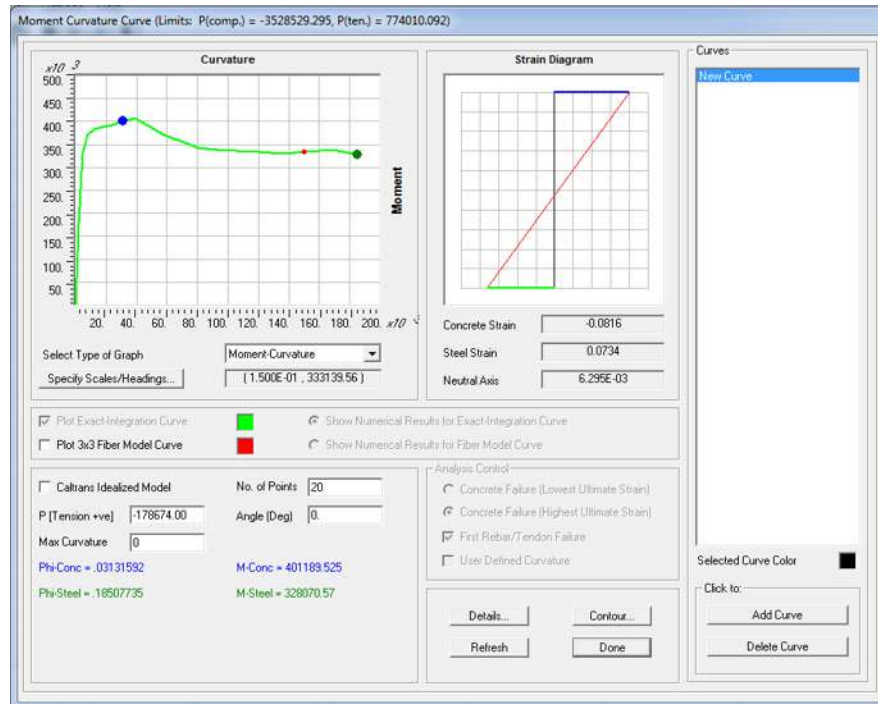 Moment Curvature Curve (Limits: P(comp.) = -3528529.295, P(ten.) = 774010.092)
Curvature
x10 3
500.
450.
400.
350.
300.
250.
200.
150.
100.
50.
20. 40. 60. 80. 100. 120. 140. 160. 180. 200. x10
Moment
Select Type of Graph
Moment-Curvature
Specify Scales/Headings...
( 1.500E-01 , 333139.56 )
Strain Diagram
Concrete Strain -0.0816
Steel Strain 0.0734
Neutral Axis 6.295E-03
Curves
New Curve
Plot Exact-Integration Curve
Show Numerical Results for Exact-Integration Curve
Plot 3x3 Fiber Model Curve
Show Numerical Results for Fiber Model Curve
Caltrans Idealized Model
No. of Points 20
P [Tension +ve] -178674.00
Angle (Deg) 0.
Max Curvature 0
Phi-Conc = .03131592
M-Conc = 401189.525
Phi-Steel = .18507735
M-Steel = 328070.57
Analysis Control
Concrete Failure (Lowest Ultimate Strain)
Concrete Failure (Highest Ultimate Strain)
First Rebar/Tendon Failure
User Defined Curvature
Details...
Contour...
Refresh
Done
Selected Curve Color
Click to:
Add Curve
Delete Curve